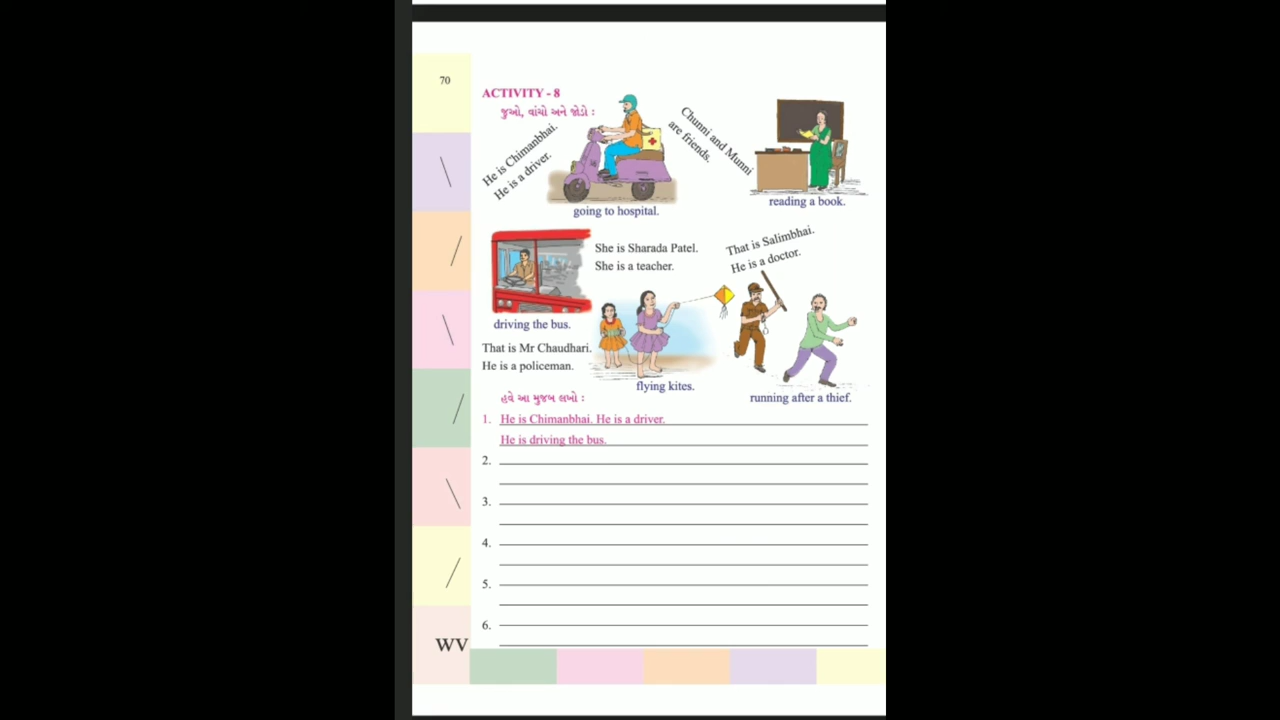 70
ACTIVITY - 8
જુઓ, વાંચો અને જોડો :
He is Chimanbhai.
He is a driver.
going to hospital.
Chunni and Munni
are friends.
reading a book.
She is Sharada Patel.
She is a teacher.
That is Salimbhai.
He is a doctor.
driving the bus.
That is Mr Chaudhari.
He is a policeman.
flying kites.
running after a thief.
હવે આ મુજબ લખો :
1. He is Chimanbhai. He is a driver.
He is driving the bus.
2.
3.
4.
5.
6.
WV